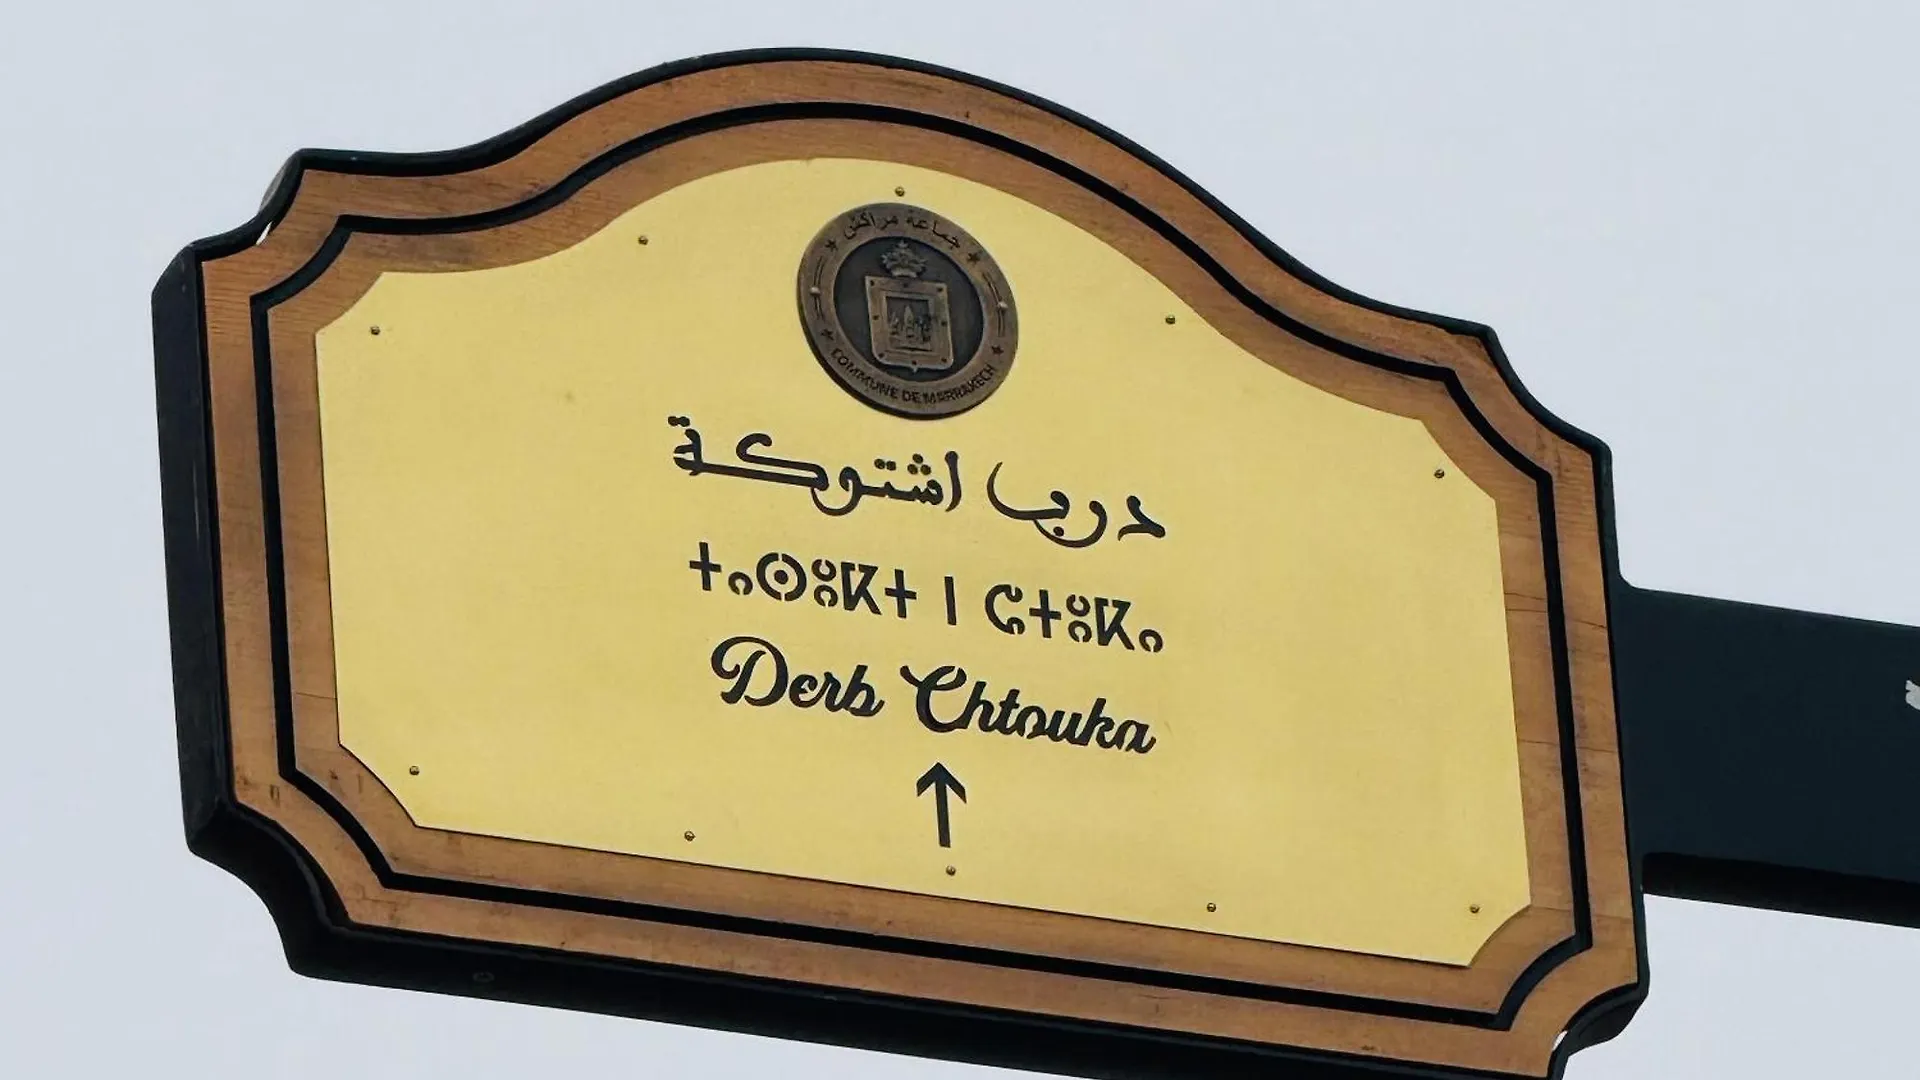 جماعة مراكش
COMMUNE DE MARRAKECH
درب اشتوكة
ⵜⴰⵙⵓⴽⵜ ⵏ ⵛⵜⵓⴽⴰ
Derb Chtouka